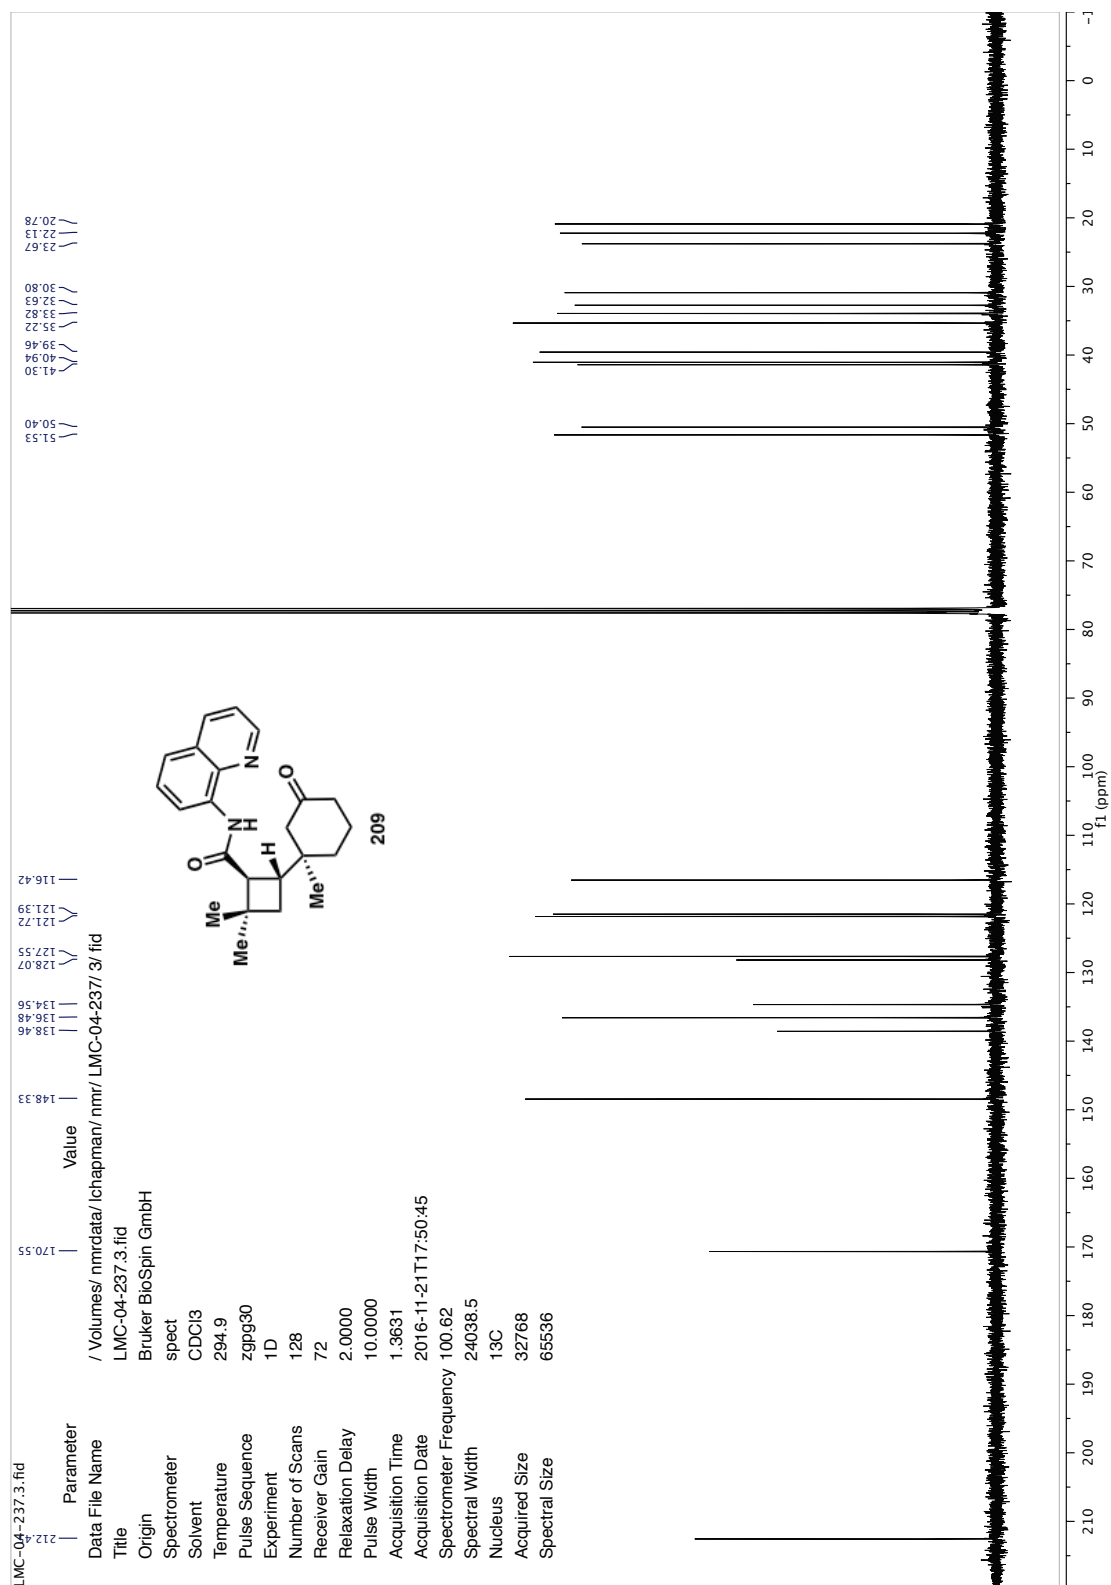 LMC-04-237.3.fid
Parameter Value
Data File Name / Volumes/ nmrdata/ lchapman/ nmr/ LMC-04-237/ 3/ fid
Title LMC-04-237.3.fid
Origin Bruker BioSpin GmbH
Spectrometer spect
Solvent CDCl3
Temperature 294.9
Pulse Sequence zgpg30
Experiment 1D
Number of Scans 128
Receiver Gain 72
Relaxation Delay 2.0000
Pulse Width 10.0000
Acquisition Time 1.3631
Acquisition Date 2016-11-21T17:50:45
Spectrometer Frequency 100.62
Spectral Width 24038.5
Nucleus 13C
Acquired Size 32768
Spectral Size 65536
170.55
148.33
138.46
136.48
134.56
128.07
127.55
121.72
121.39
116.42
51.53
50.40
41.30
40.94
39.46
35.22
33.82
32.63
30.80
23.67
22.13
20.78
Me
Me
O
N
H
N
H
O
Me
209
210 200 190 180 170 160 150 140 130 120 110 100 90 80 70 60 50 40 30 20 10 0
f1 (ppm)